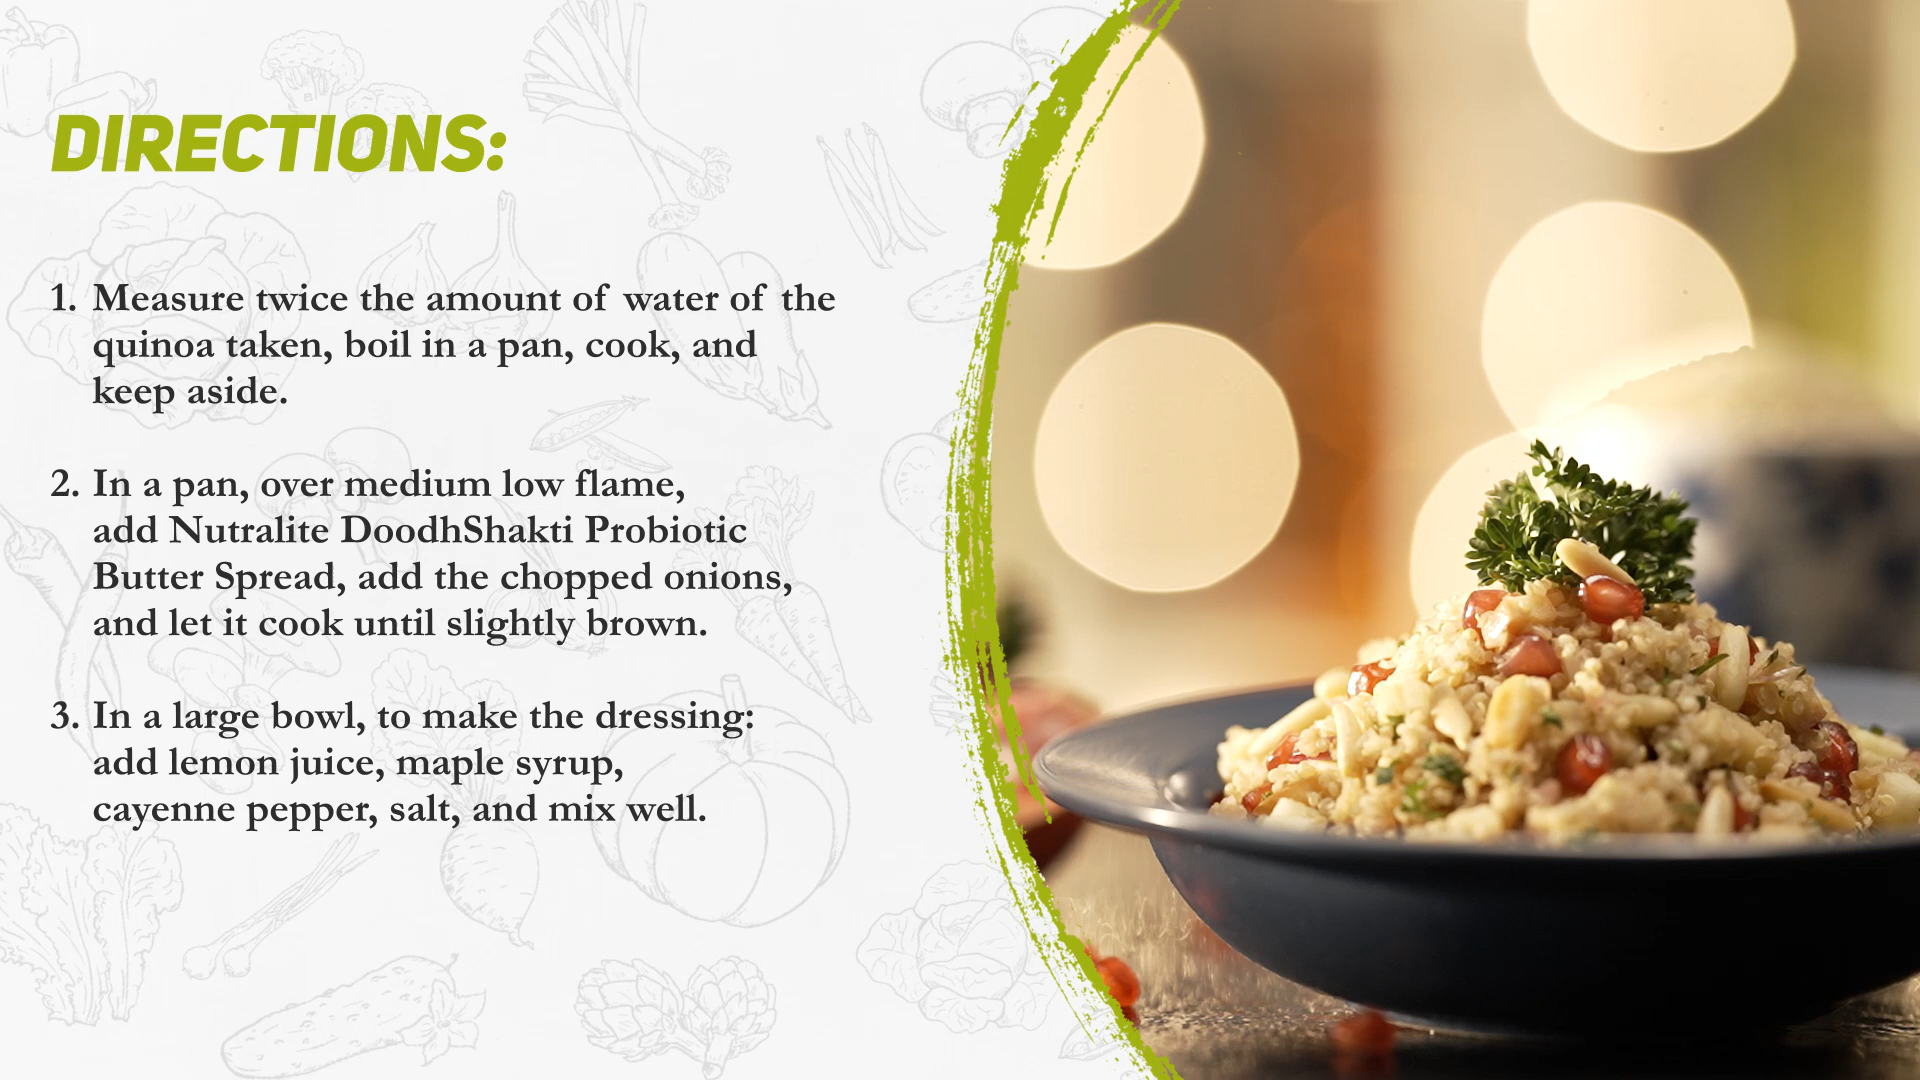 DIRECTIONS:
1. Measure twice the amount of water of the
quinoa taken, boil in a pan, cook, and
keep aside.
2. In a pan, over medium low flame,
add Nutralite DoodhShakti Probiotic
Butter Spread, add the chopped onions,
and let it cook until slightly brown.
3. In a large bowl, to make the dressing:
add lemon juice, maple syrup,
cayenne pepper, salt, and mix well.